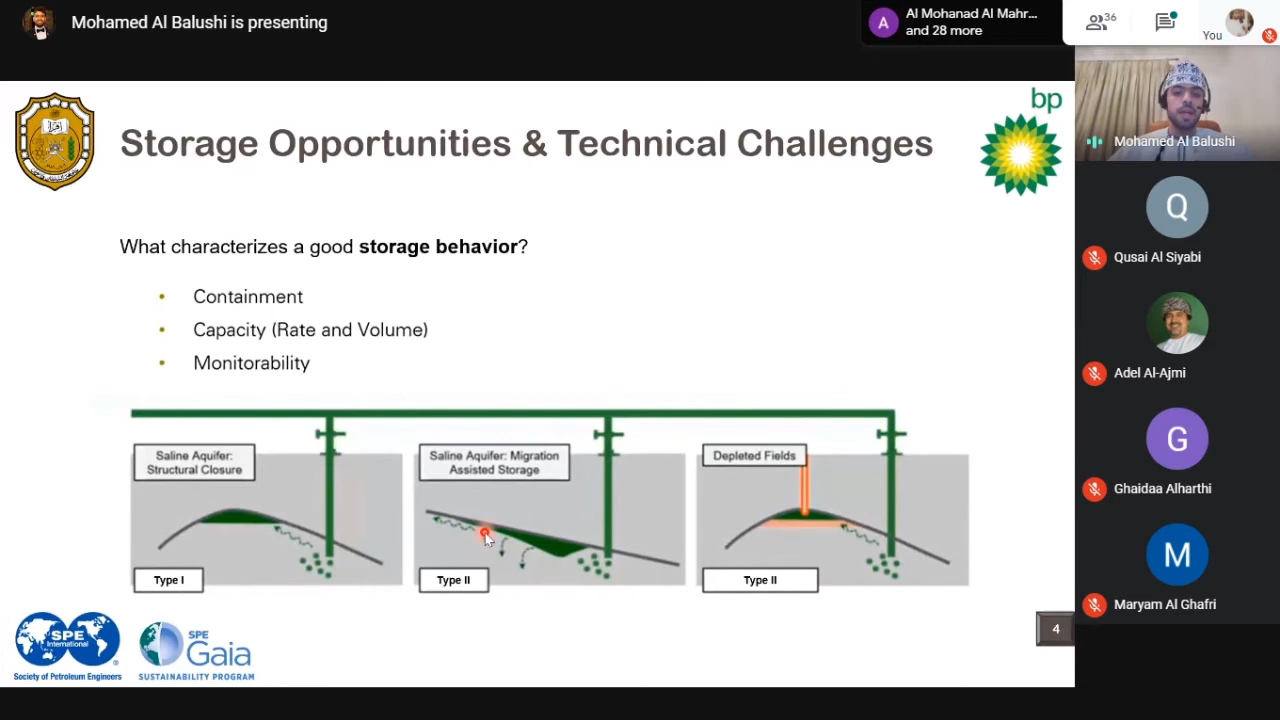 Mohamed Al Balushi is presenting
A
Al Mohanad Al Mahr...
and 28 more
36
You
bp
Storage Opportunities & Technical Challenges
Mohamed Al Balushi
Q
Qusai Al Siyabi
What characterizes a good storage behavior?
• Containment
• Capacity (Rate and Volume)
• Monitorability
Adel Al-Ajmi
G
Ghaidaa Alharthi
Saline Aquifer:
Structural Closure
Saline Aquifer: Migration
Assisted Storage
Depleted Fields
Type I
Type II
Type II
M
Maryam Al Ghafri
4
SPE
International
Society of Petroleum Engineers
SPE
Gaia
SUSTAINABILITY PROGRAM